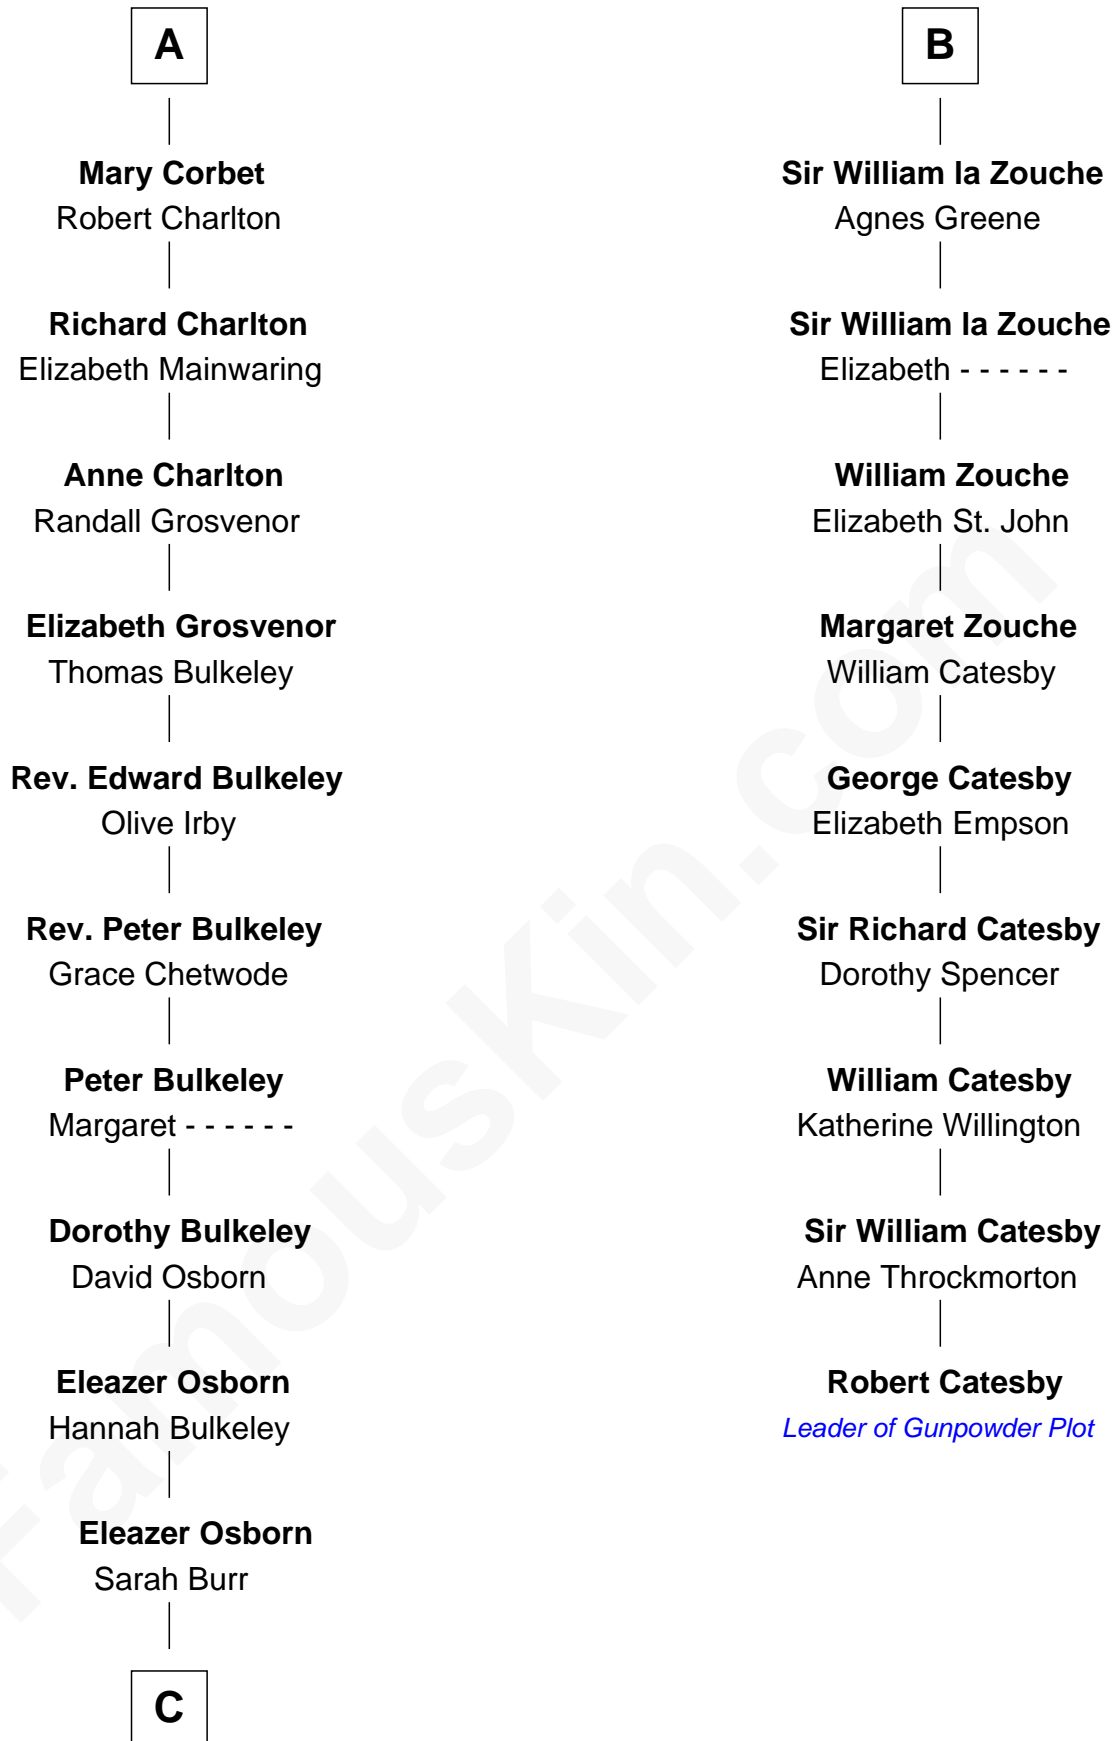 A
Mary Corbet
Robert Charlton
Richard Charlton
Elizabeth Mainwaring
Anne Charlton
Randall Grosvenor
Elizabeth Grosvenor
Thomas Bulkeley
Rev. Edward Bulkeley
Olive Irby
Rev. Peter Bulkeley
Grace Chetwode
Peter Bulkeley
Margaret - - - - - -
Dorothy Bulkeley
David Osborn
Eleazer Osborn
Hannah Bulkeley
Eleazer Osborn
Sarah Burr
C
B
Sir William la Zouche
Agnes Greene
Sir William la Zouche
Elizabeth - - - - - -
William Zouche
Elizabeth St. John
Margaret Zouche
William Catesby
George Catesby
Elizabeth Empson
Sir Richard Catesby
Dorothy Spencer
William Catesby
Katherine Willington
Sir William Catesby
Anne Throckmorton
Robert Catesby
Leader of Gunpowder Plot
FamousKin.com